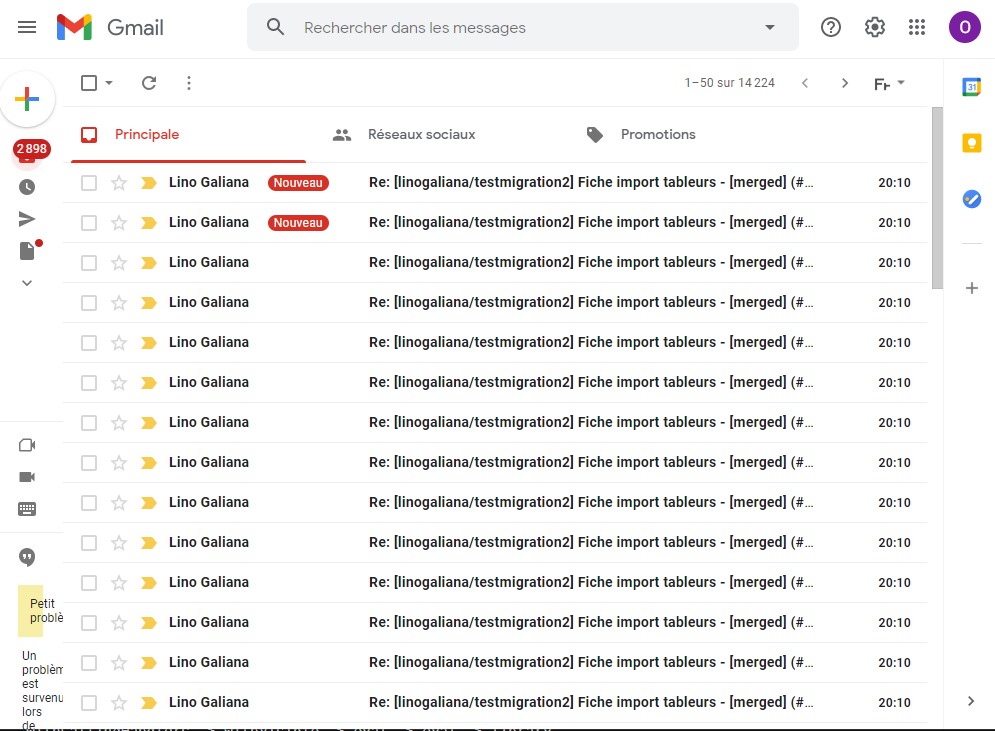 Gmail
Rechercher dans les messages
O
1–50 sur 14 224
Fr
31
2 898
Principale
Réseaux sociaux
Promotions
Lino Galiana Nouveau Re: [linogaliana/testmigration2] Fiche import tableurs - [merged] (#... 20:10
Lino Galiana Nouveau Re: [linogaliana/testmigration2] Fiche import tableurs - [merged] (#... 20:10
Lino Galiana Re: [linogaliana/testmigration2] Fiche import tableurs - [merged] (#... 20:10
Lino Galiana Re: [linogaliana/testmigration2] Fiche import tableurs - [merged] (#... 20:10
Lino Galiana Re: [linogaliana/testmigration2] Fiche import tableurs - [merged] (#... 20:10
Lino Galiana Re: [linogaliana/testmigration2] Fiche import tableurs - [merged] (#... 20:10
Lino Galiana Re: [linogaliana/testmigration2] Fiche import tableurs - [merged] (#... 20:10
Lino Galiana Re: [linogaliana/testmigration2] Fiche import tableurs - [merged] (#... 20:10
Lino Galiana Re: [linogaliana/testmigration2] Fiche import tableurs - [merged] (#... 20:10
Lino Galiana Re: [linogaliana/testmigration2] Fiche import tableurs - [merged] (#... 20:10
Lino Galiana Re: [linogaliana/testmigration2] Fiche import tableurs - [merged] (#... 20:10
Lino Galiana Re: [linogaliana/testmigration2] Fiche import tableurs - [merged] (#... 20:10
Lino Galiana Re: [linogaliana/testmigration2] Fiche import tableurs - [merged] (#... 20:10
Lino Galiana Re: [linogaliana/testmigration2] Fiche import tableurs - [merged] (#... 20:10
Petit
problè
Un
problèm
est
survenu
lors
de